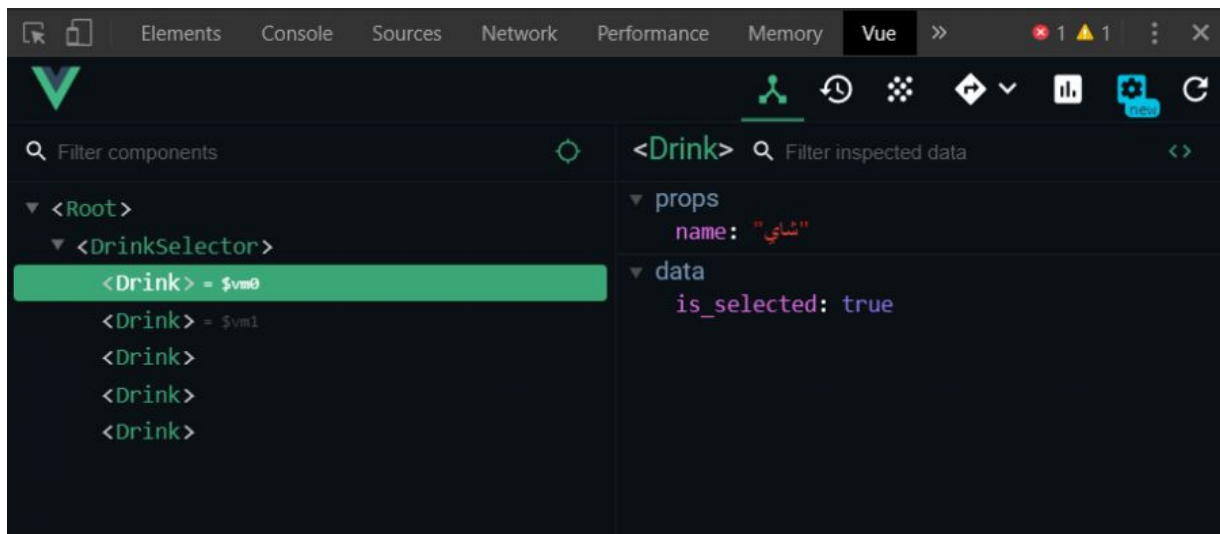 Elements Console Sources Network Performance Memory Vue » 1 1
new
Filter components
<Drink> Filter inspected data < >
▼ <Root>
▼ <DrinkSelector>
<Drink> = $vm0
<Drink> = $vm1
<Drink>
<Drink>
<Drink>
▼ props
name: "شاي"
▼ data
is_selected: true